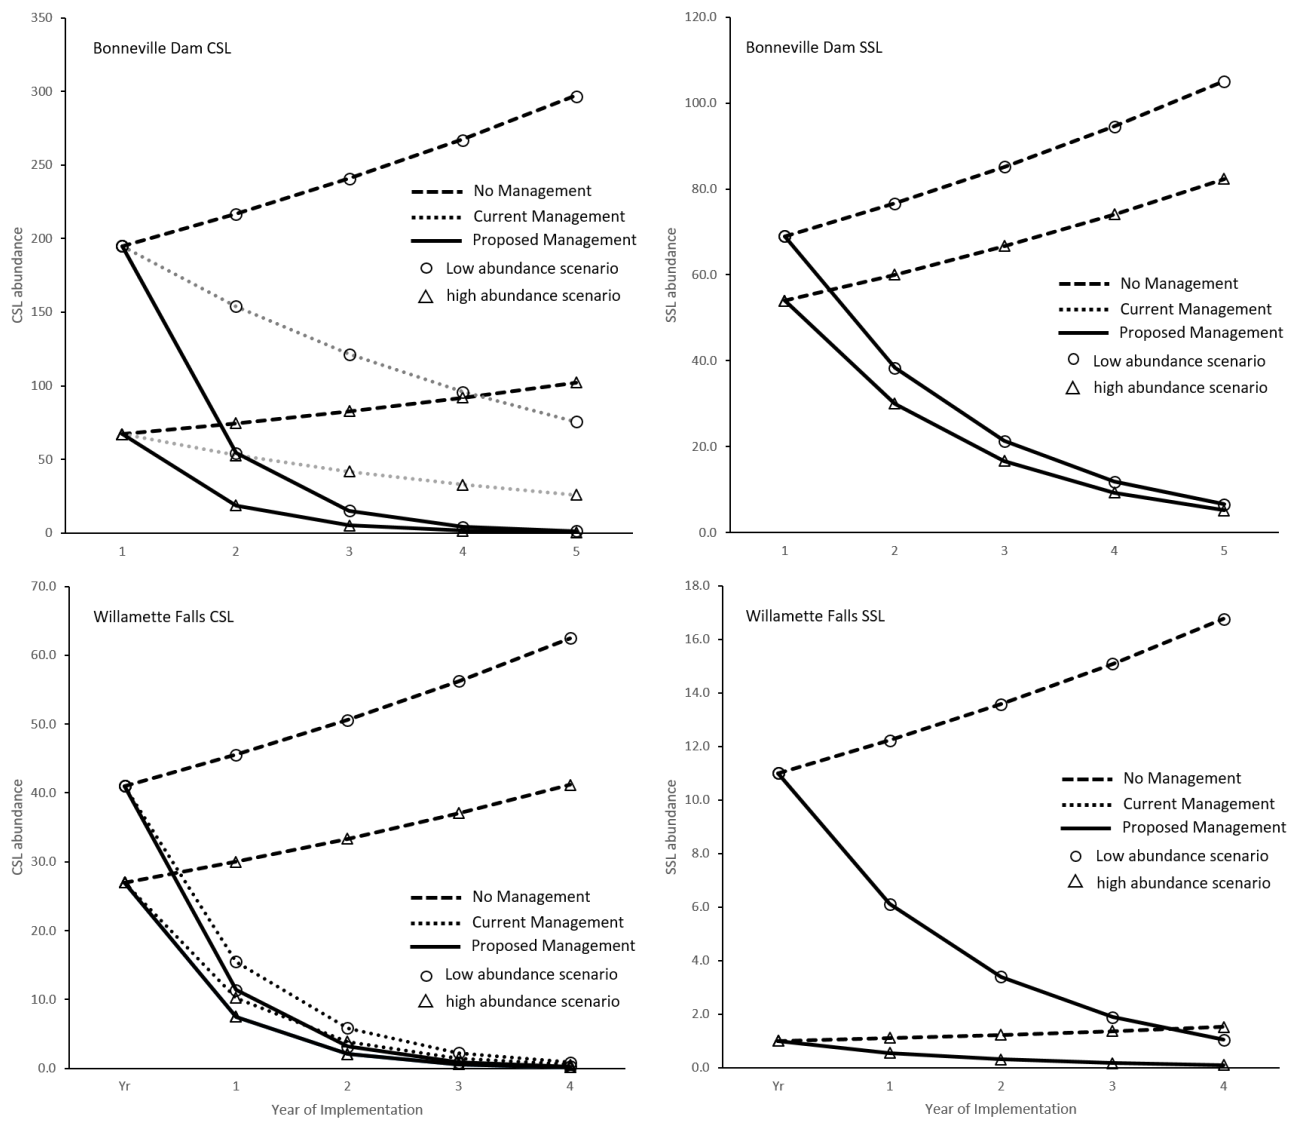 Bonneville Dam CSL
CSL abundance
350
300
250
200
150
100
50
0
1 2 3 4 5
No Management
Current Management
Proposed Management
Low abundance scenario
high abundance scenario
Bonneville Dam SSL
SSL abundance
120.0
100.0
80.0
60.0
40.0
20.0
0.0
1 2 3 4 5
No Management
Current Management
Proposed Management
Low abundance scenario
high abundance scenario
Willamette Falls CSL
CSL abundance
70.0
60.0
50.0
40.0
30.0
20.0
10.0
0.0
Yr 1 2 3 4
Year of Implementation
No Management
Current Management
Proposed Management
Low abundance scenario
high abundance scenario
Willamette Falls SSL
SSL abundance
18.0
16.0
14.0
12.0
10.0
8.0
6.0
4.0
2.0
0.0
Yr 1 2 3 4
Year of Implementation
No Management
Current Management
Proposed Management
Low abundance scenario
high abundance scenario